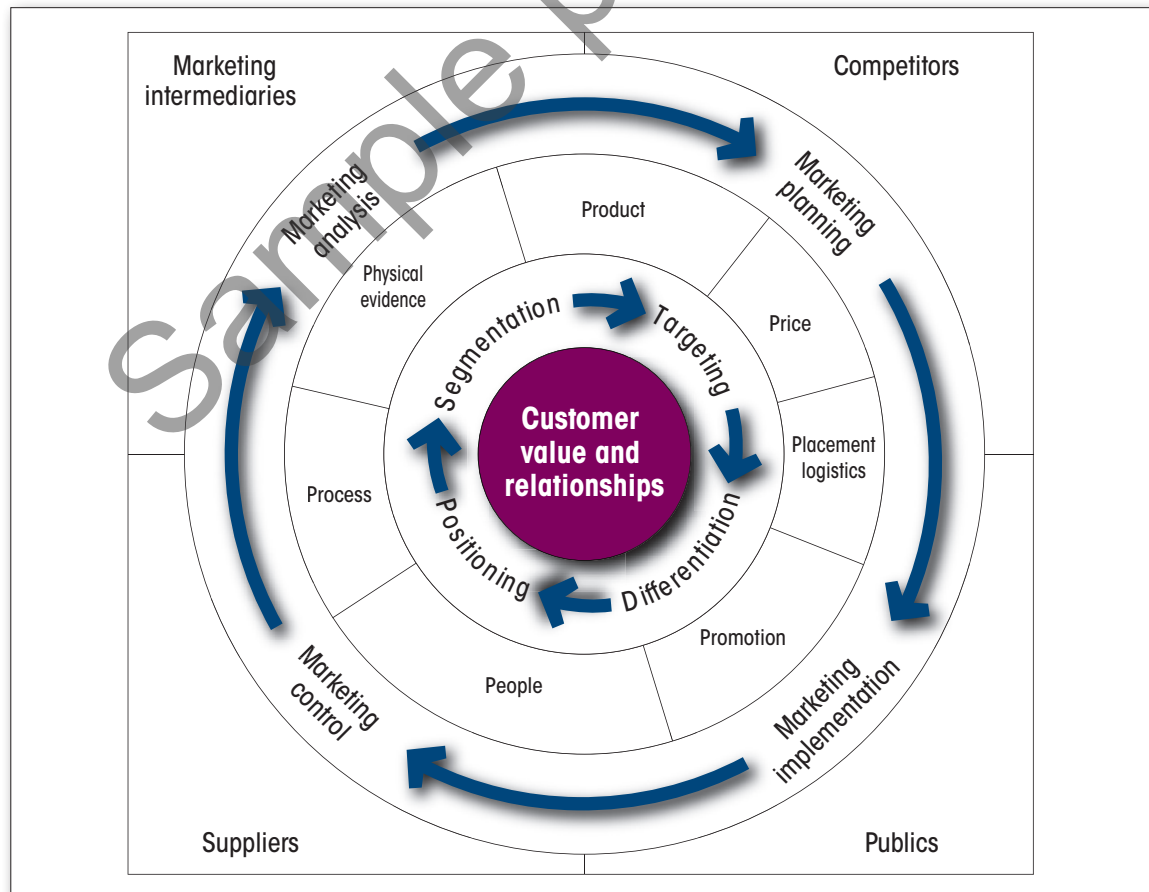 Marketing
intermediaries
Competitors
Marketing
analysis
Marketing
planning
Product
Physical
evidence
Price
Segmentation
Targeting
Customer
value and
relationships
Placement
logistics
Process
Positioning
Differentiation
Promotion
People
Marketing
control
Marketing
implementation
Suppliers
Publics
Sample